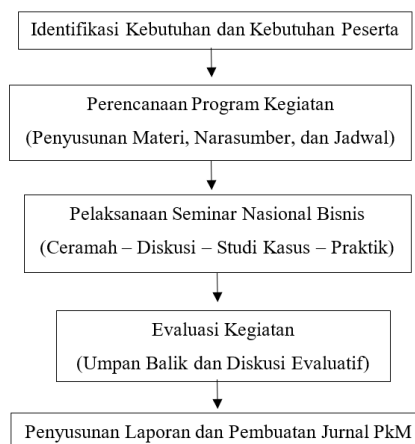 Identifikasi Kebutuhan dan Kebutuhan Peserta
Perencanaan Program Kegiatan
(Penyusunan Materi, Narasumber, dan Jadwal)
Pelaksanaan Seminar Nasional Bisnis
(Ceramah – Diskusi – Studi Kasus – Praktik)
Evaluasi Kegiatan
(Umpan Balik dan Diskusi Evaluatif)
Penyusunan Laporan dan Pembuatan Jurnal PkM